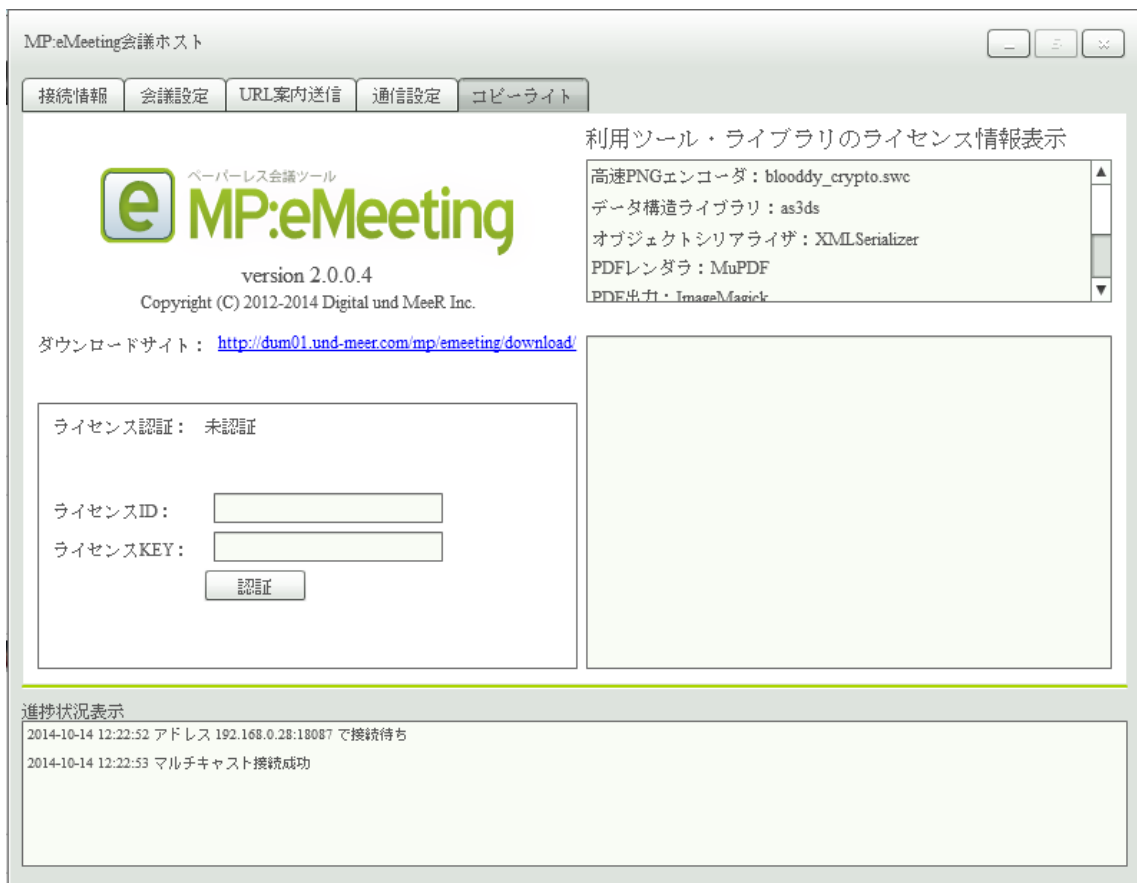 MP:eMeeting会議ホスト
接続情報 会議設定 URL案内送信 通信設定 コピーライト
利用ツール・ライブラリのライセンス情報表示
ペーパーレス会議ツール
e MP:eMeeting
version 2.0.0.4
Copyright (C) 2012-2014 Digital und MeeR Inc.
高速PNGエンコーダ：blooddy_crypto.swc
データ構造ライブラリ：as3ds
オブジェクトシリアライザ：XMLSerializer
PDFレンダラ：MuPDF
PDF出力：ImageMagick
ダウンロードサイト： http://dum01.und-meer.com/mp/emeeting/download/
ライセンス認証： 未認証
ライセンスID：
ライセンスKEY：
認証
進捗状況表示
2014-10-14 12:22:52 アドレス 192.168.0.28:18087 で接続待ち
2014-10-14 12:22:53 マルチキャスト接続成功